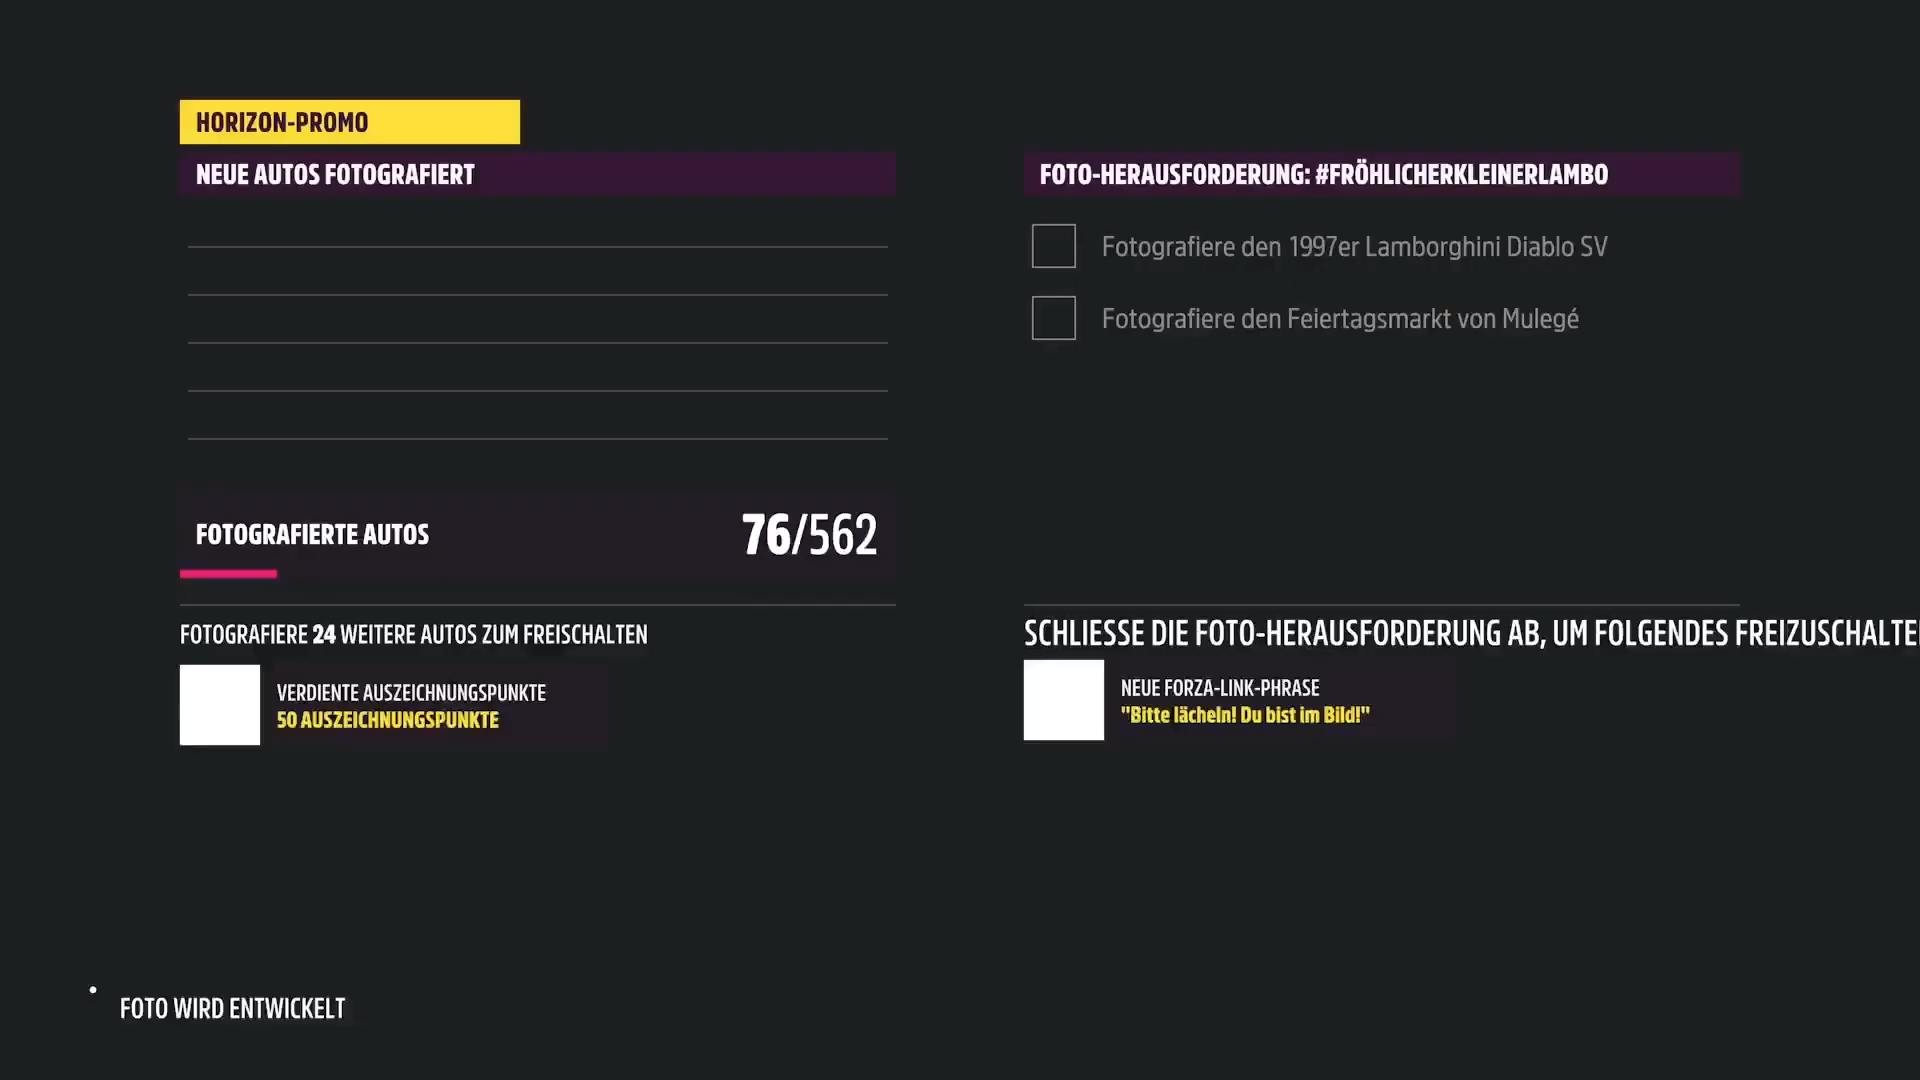 HORIZON-PROMO
NEUE AUTOS FOTOGRAFIERT
FOTOGRAFIERTE AUTOS
76/562
FOTOGRAFIERE 24 WEITERE AUTOS ZUM FREISCHALTEN
VERDIENTE AUSZEICHNUNGSPUNKTE
50 AUSZEICHNUNGSPUNKTE
FOTO-HERAUSFORDERUNG: #FRÖHLICHERKLEINERLAMBO
Fotografiere den 1997er Lamborghini Diablo SV
Fotografiere den Feiertagsmarkt von Mulegé
SCHLIESSE DIE FOTO-HERAUSFORDERUNG AB, UM FOLGENDES FREIZUSCHALTE
NEUE FORZA-LINK-PHRASE
"Bitte lächeln! Du bist im Bild!"
FOTO WIRD ENTWICKELT